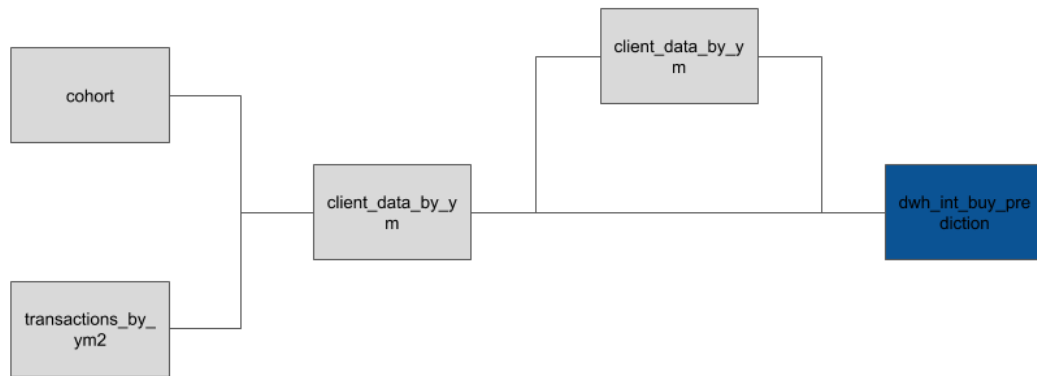 client_data_by_y
m
cohort
client_data_by_y
m
dwh_int_buy_pre
diction
transactions_by_
ym2